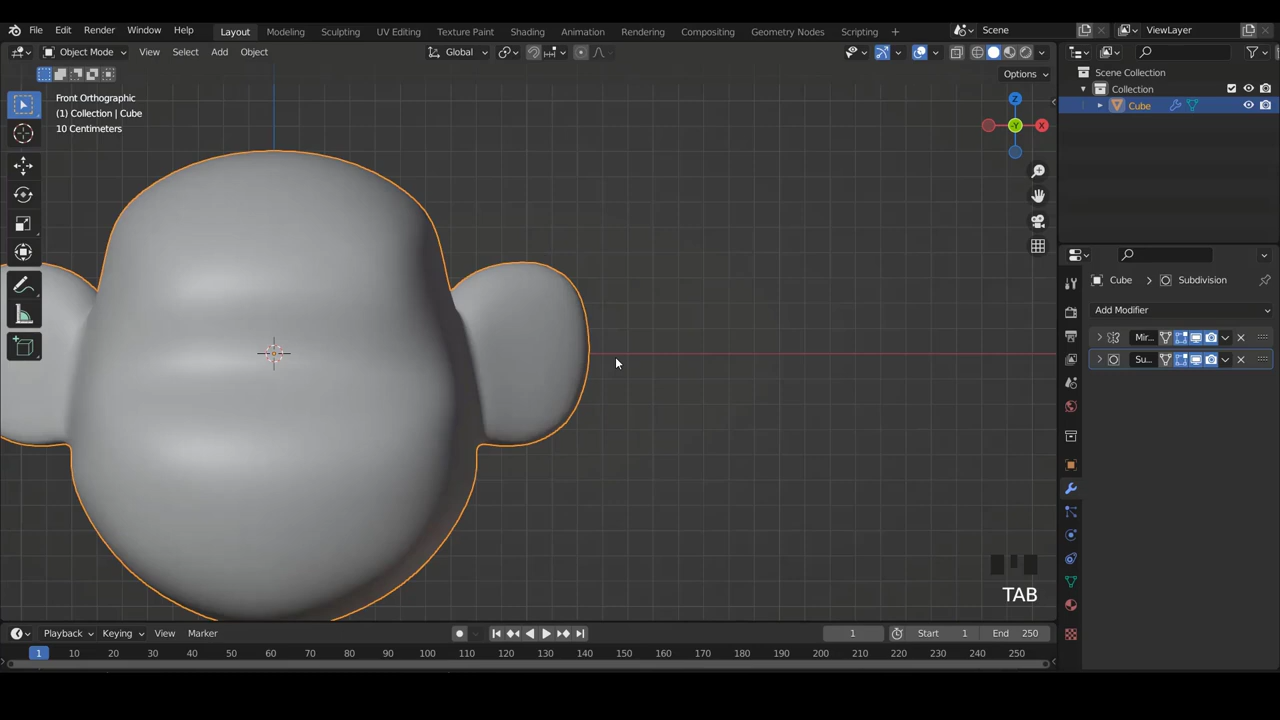 File Edit Render Window Help Layout Modeling Sculpting UV Editing Texture Paint Shading Animation Rendering Compositing Geometry Nodes Scripting Scene ViewLayer
Object Mode View Select Add Object Global
Options
Front Orthographic
(1) Collection | Cube
10 Centimeters
Z
-Y
X
Scene Collection
Collection
Cube
Cube > Subdivision
Add Modifier
Mir...
Su...
TAB
Playback Keying View Marker 1 Start 1 End 250
1 10 20 30 40 50 60 70 80 90 100 110 120 130 140 150 160 170 180 190 200 210 220 230 240 250